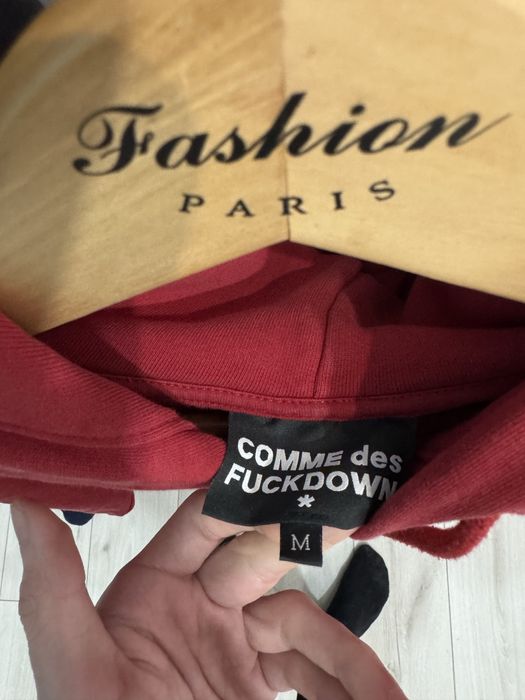 Fashion
PARIS
COMME des
FUCKDOWN
*
M